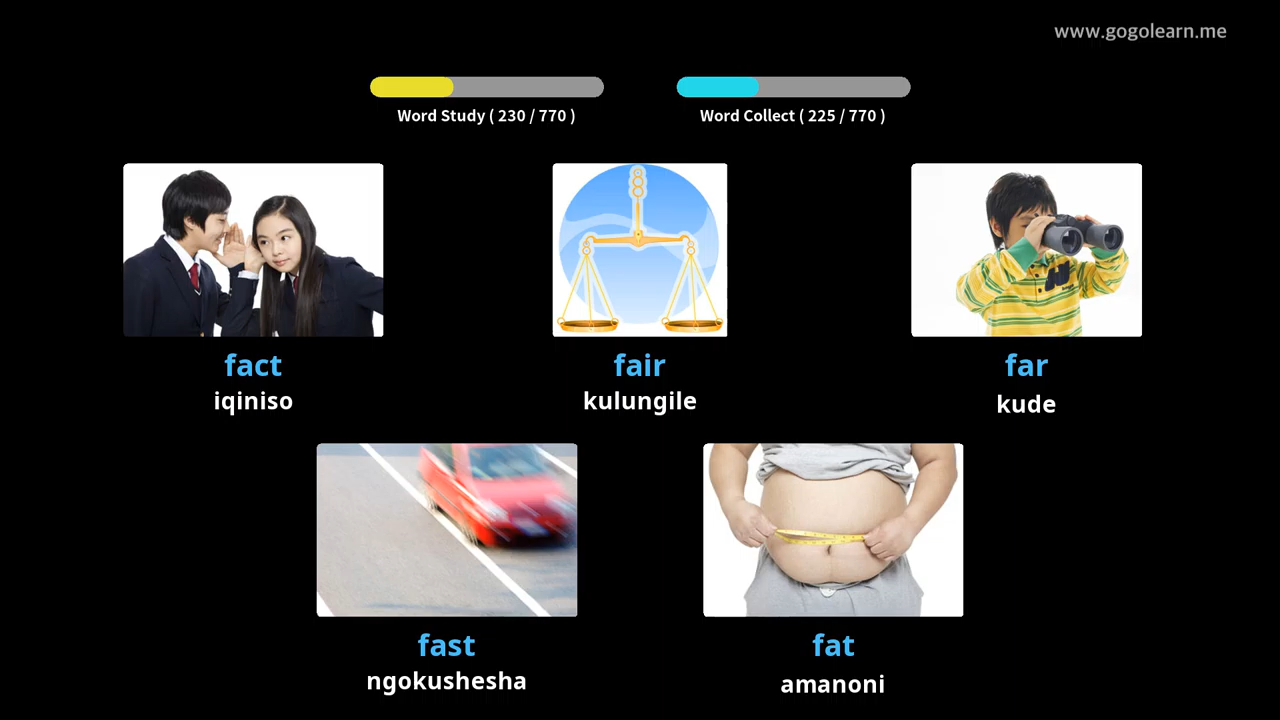 www.gogolearn.me
Word Study ( 230 / 770 )
Word Collect ( 225 / 770 )
fact
iqiniso
fair
kulungile
far
kude
fast
ngokushesha
fat
amanoni